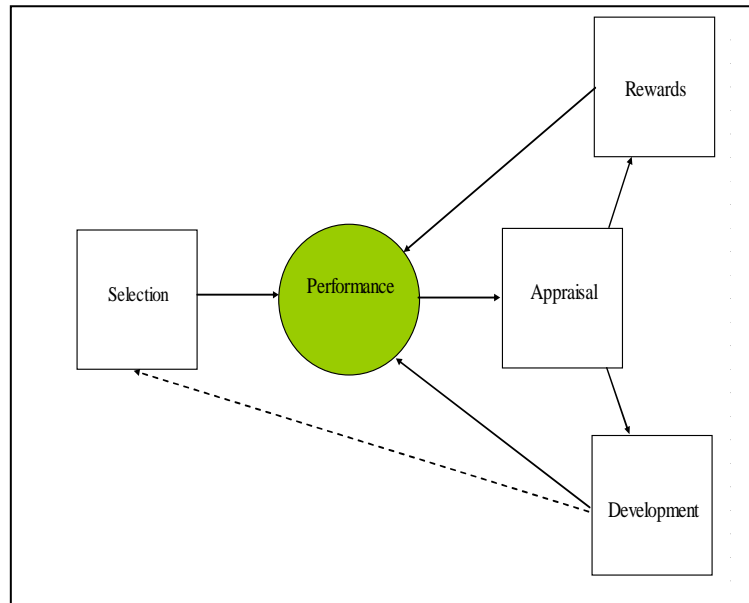 Rewards
Performance
Selection
Appraisal
Development